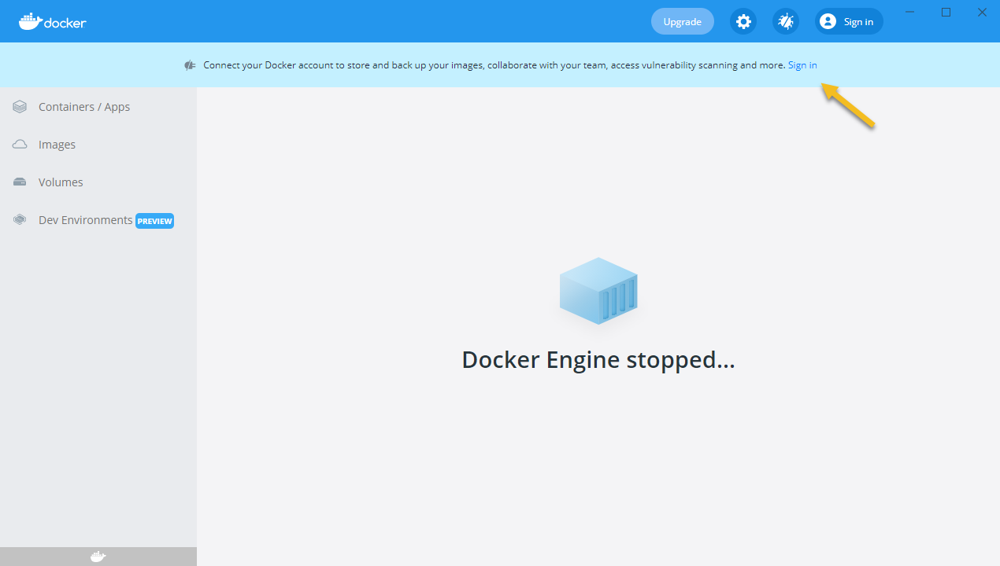 docker
Upgrade
Sign in
Connect your Docker account to store and back up your images, collaborate with your team, access vulnerability scanning and more. Sign in
Containers / Apps
Images
Volumes
Dev Environments PREVIEW
Docker Engine stopped...